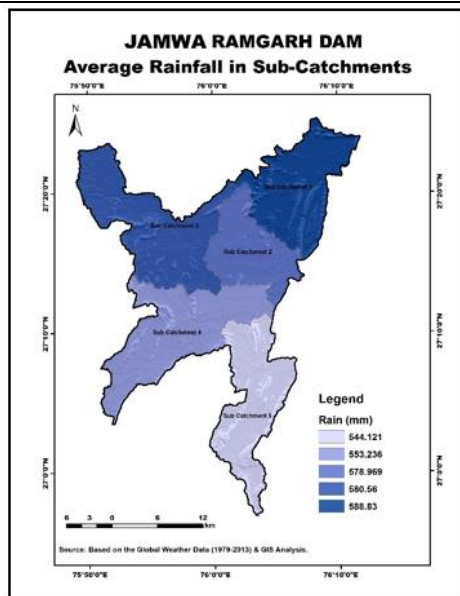 JAMWA RAMGARH DAM
Average Rainfall in Sub-Catchments
75°50'0"E 76°0'0"E 76°10'0"E
N
27°20'0"N 27°20'0"N
Sub Catchment 3
Sub Catchment 2
27°10'0"N 27°10'0"N
Sub Catchment 4
Sub Catchment 5
Legend
Rain (mm)
544.121
553.236
578.969
580.56
588.83
27°0'0"N 27°0'0"N
6 3 0 6 12
km
Source: Based on the Global Weather Data (1979-2013) & GIS Analysis.
75°50'0"E 76°0'0"E 76°10'0"E